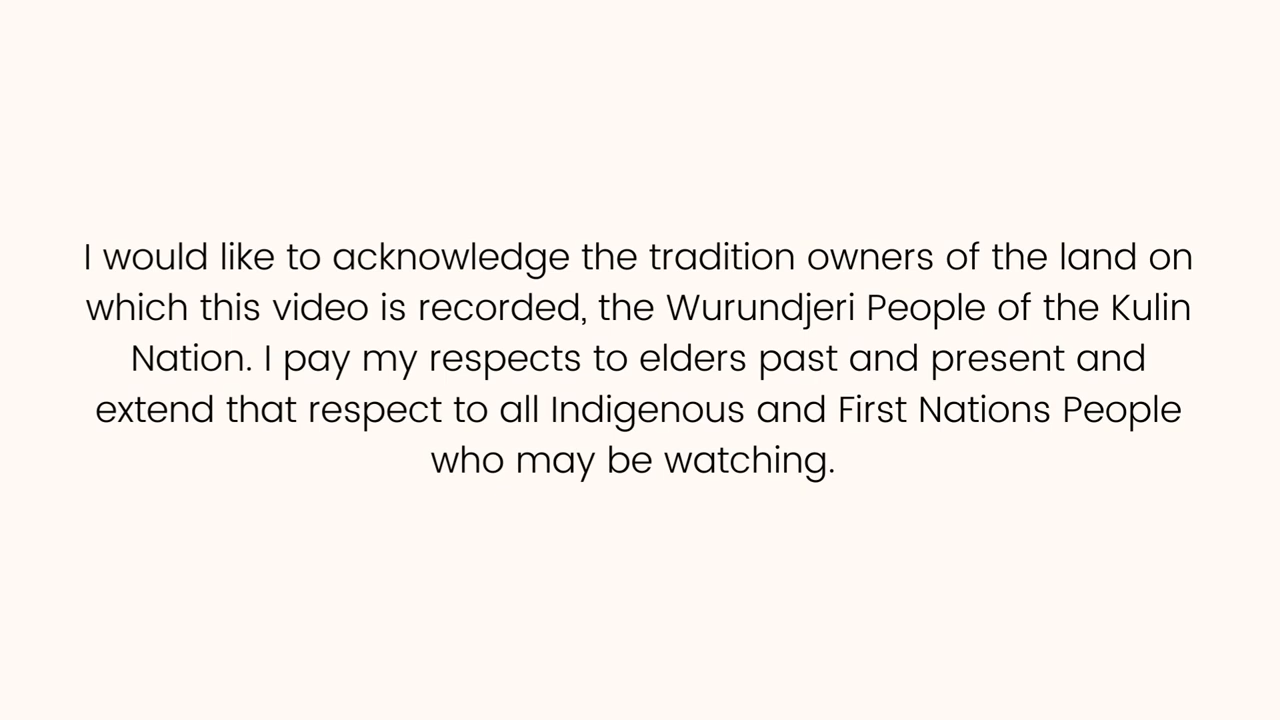 I would like to acknowledge the tradition owners of the land on
which this video is recorded, the Wurundjeri People of the Kulin
Nation. I pay my respects to elders past and present and
extend that respect to all Indigenous and First Nations People
who may be watching.